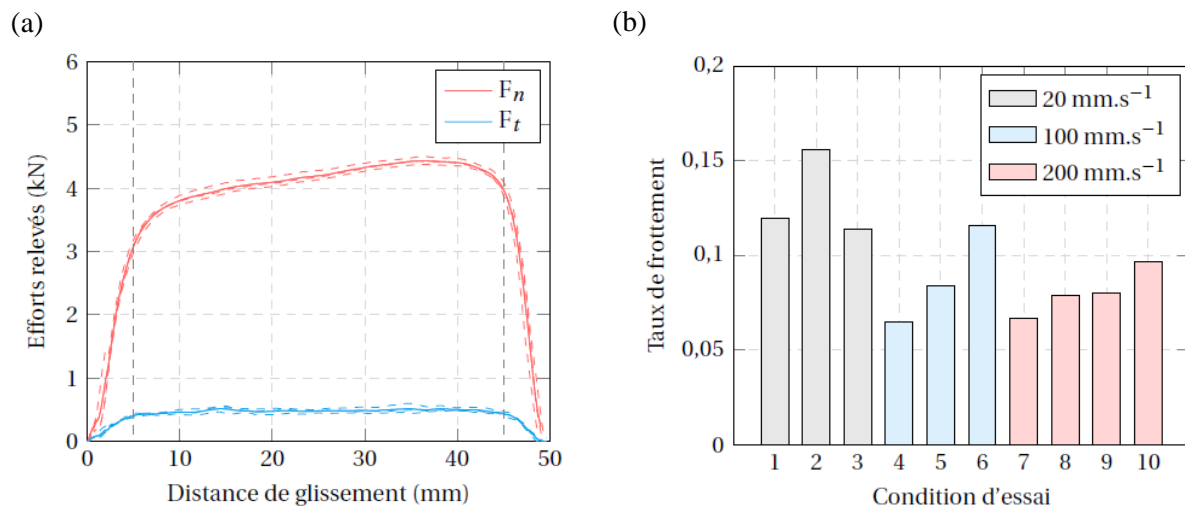 (a)
6
5
4
3
2
1
0
0 10 20 30 40 50
Efforts relevés (kN)
Distance de glissement (mm)
Fn
Ft
(b)
0,2
0,15
0,1
0,05
0
1 2 3 4 5 6 7 8 9 10
Taux de frottement
Condition d'essai
20 mm.s⁻¹
100 mm.s⁻¹
200 mm.s⁻¹